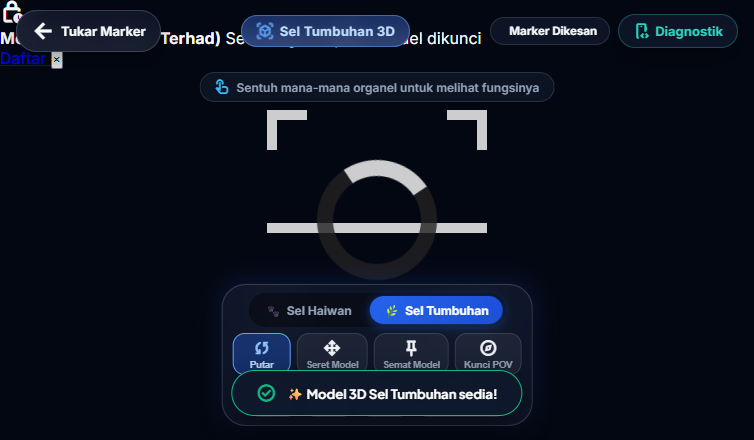 Tukar Marker
Sel Tumbuhan 3D
Marker Dikesan
Diagnostik
Terhad) Se
el dikunci
Daftar ×
Sentuh mana-mana organel untuk melihat fungsinya
Sel Haiwan
Sel Tumbuhan
Putar
Seret Model
Semat Model
Kunci POV
✨ Model 3D Sel Tumbuhan sedia!